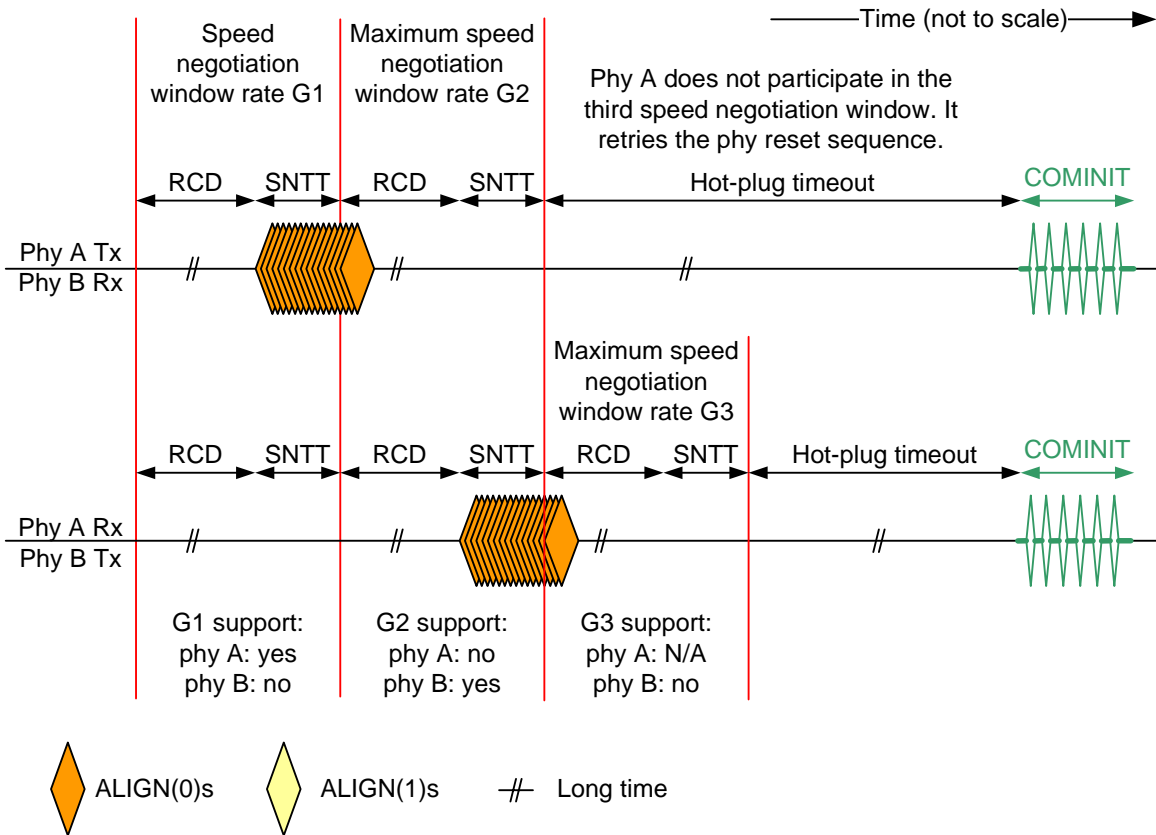 Time (not to scale)
Speed
negotiation
window rate G1
Maximum speed
negotiation
window rate G2
Phy A does not participate in the
third speed negotiation window. It
retries the phy reset sequence.
RCD SNTT RCD SNTT Hot-plug timeout COMINIT
Phy A Tx
Phy B Rx
Maximum speed
negotiation
window rate G3
RCD SNTT RCD SNTT RCD SNTT Hot-plug timeout COMINIT
Phy A Rx
Phy B Tx
G1 support:
phy A: yes
phy B: no
G2 support:
phy A: no
phy B: yes
G3 support:
phy A: N/A
phy B: no
ALIGN(0)s ALIGN(1)s Long time